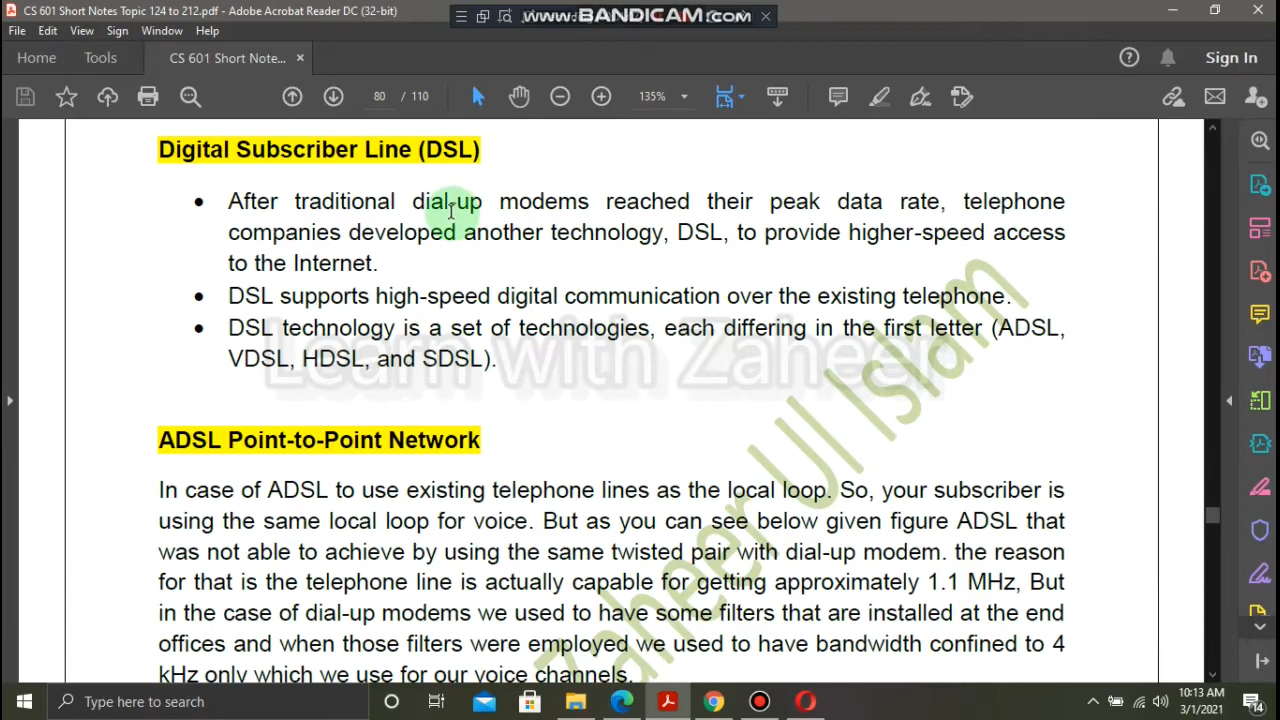 CS 601 Short Notes Topic 124 to 212.pdf - Adobe Acrobat Reader DC (32-bit)
www.BANDICAM.com
File Edit View Sign Window Help
Home Tools CS 601 Short Note... Sign In
80 / 110 135%
Digital Subscriber Line (DSL)
• After traditional dial-up modems reached their peak data rate, telephone
companies developed another technology, DSL, to provide higher-speed access
to the Internet.
• DSL supports high-speed digital communication over the existing telephone.
• DSL technology is a set of technologies, each differing in the first letter (ADSL,
VDSL, HDSL, and SDSL).
Learn with Zaheer
Zaheer Ul Islam
ADSL Point-to-Point Network
In case of ADSL to use existing telephone lines as the local loop. So, your subscriber is
using the same local loop for voice. But as you can see below given figure ADSL that
was not able to achieve by using the same twisted pair with dial-up modem. the reason
for that is the telephone line is actually capable for getting approximately 1.1 MHz, But
in the case of dial-up modems we used to have some filters that are installed at the end
offices and when those filters were employed we used to have bandwidth confined to 4
kHz only which we use for our voice channels.
Type here to search
10:13 AM
3/1/2021
14